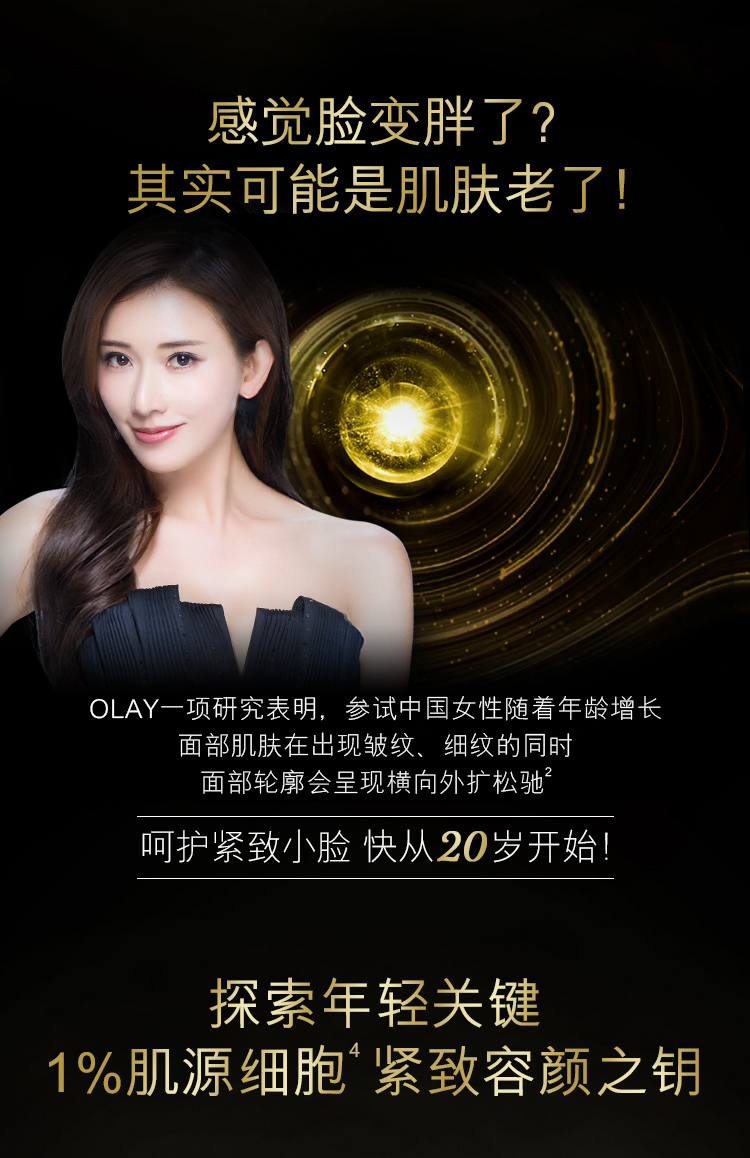 感觉脸变胖了?
其实可能是肌肤老了!
OLAY一项研究表明，参试中国女性随着年龄增长
面部肌肤在出现皱纹、细纹的同时
面部轮廓会呈现横向外扩松驰²
呵护紧致小脸 快从20岁开始!
探索年轻关键
1%肌源细胞⁴紧致容颜之钥